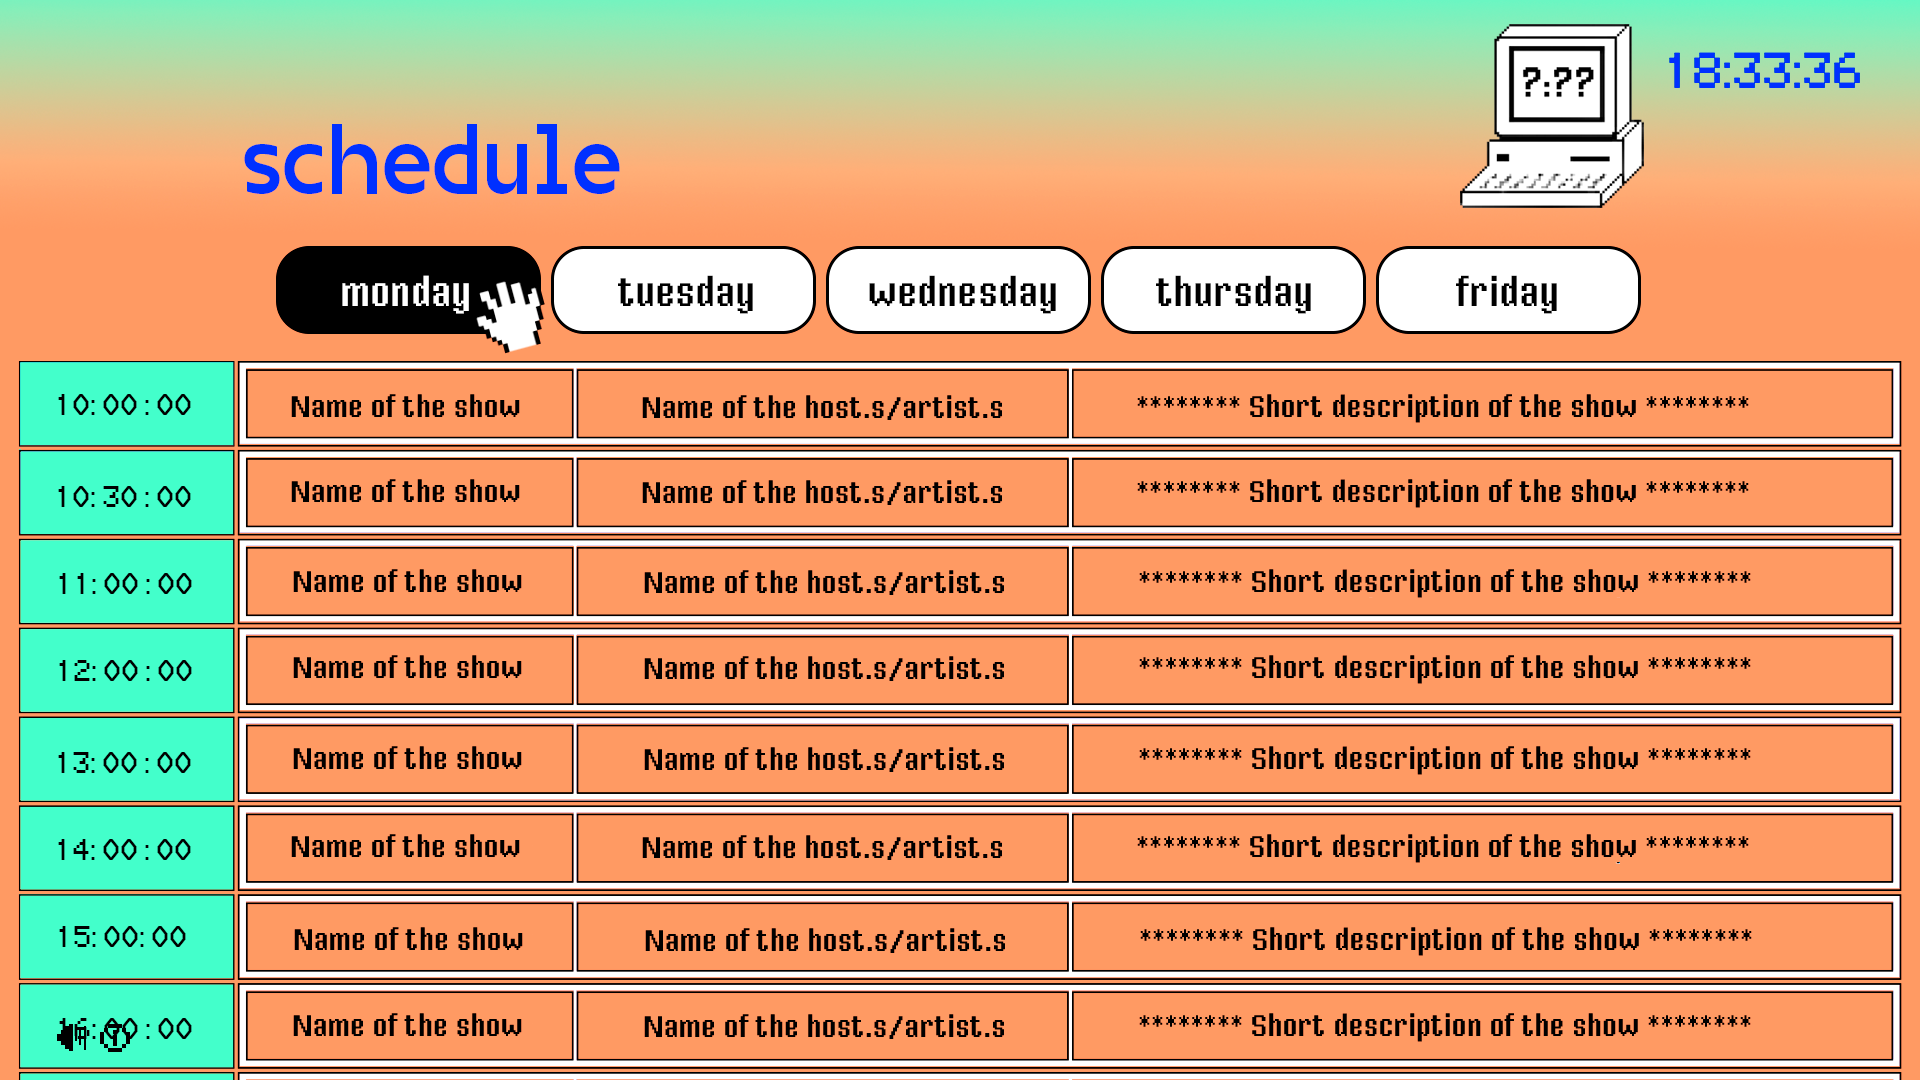 ?:??
18:33:36
schedule
monday tuesday wednesday thursday friday
10:00:00 Name of the show Name of the host.s/artist.s ******** Short description of the show ********
10:30:00 Name of the show Name of the host.s/artist.s ******** Short description of the show ********
11:00:00 Name of the show Name of the host.s/artist.s ******** Short description of the show ********
12:00:00 Name of the show Name of the host.s/artist.s ******** Short description of the show ********
13:00:00 Name of the show Name of the host.s/artist.s ******** Short description of the show ********
14:00:00 Name of the show Name of the host.s/artist.s ******** Short description of the show ********
15:00:00 Name of the show Name of the host.s/artist.s ******** Short description of the show ********
16:00:00 Name of the show Name of the host.s/artist.s ******** Short description of the show ********